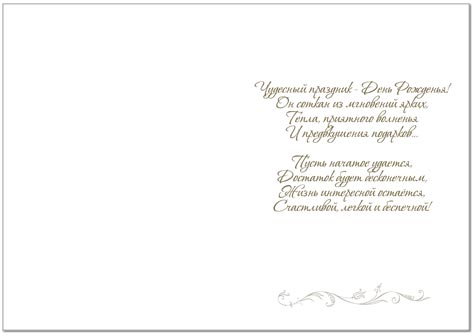 Чудесный праздник - День Рожденья!
Он соткан из мгновений ярких,
Тепла, приятного волненья
И предвкушения подарков...
Пусть начатое удается,
Достаток будет бесконечным,
Жизнь интересной остается,
Счастливой, легкой и беспечной!